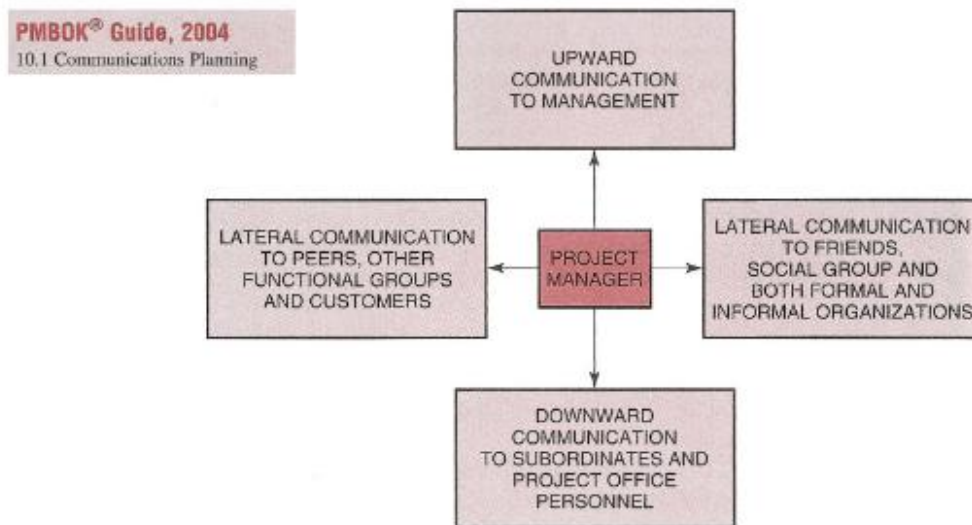 PMBOK® Guide, 2004
10.1 Communications Planning
UPWARD
COMMUNICATION
TO MANAGEMENT
LATERAL COMMUNICATION
TO PEERS, OTHER
FUNCTIONAL GROUPS
AND CUSTOMERS
PROJECT
MANAGER
LATERAL COMMUNICATION
TO FRIENDS,
SOCIAL GROUP AND
BOTH FORMAL AND
INFORMAL ORGANIZATIONS
DOWNWARD
COMMUNICATION
TO SUBORDINATES AND
PROJECT OFFICE
PERSONNEL